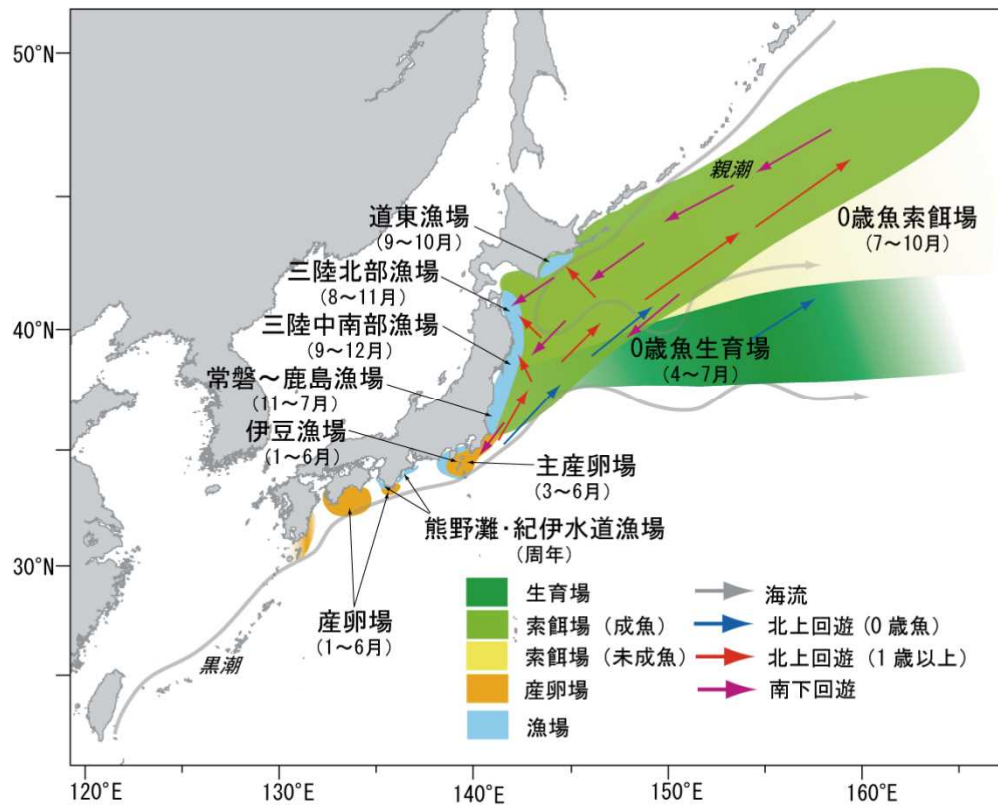 50°N
40°N
30°N
120°E
130°E
140°E
150°E
160°E
親潮
0歳魚索餌場
(7～10月)
道東漁場
(9～10月)
三陸北部漁場
(8～11月)
三陸中南部漁場
(9～12月)
0歳魚生育場
(4～7月)
常磐～鹿島漁場
(11～7月)
伊豆漁場
(1～6月)
主産卵場
(3～6月)
熊野灘・紀伊水道漁場
(周年)
産卵場
(1～6月)
黒潮
生育場
索餌場（成魚）
索餌場（未成魚）
産卵場
漁場
海流
北上回遊（0歳魚）
北上回遊（1歳以上）
南下回遊